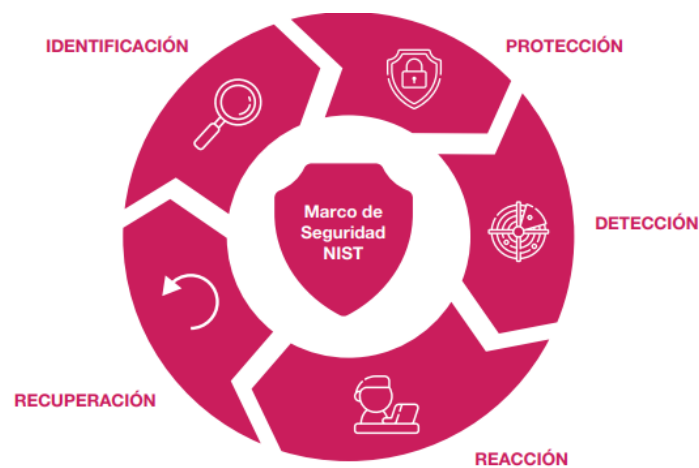 IDENTIFICACIÓN
PROTECCIÓN
Marco de
Seguridad
NIST
DETECCIÓN
RECUPERACIÓN
REACCIÓN